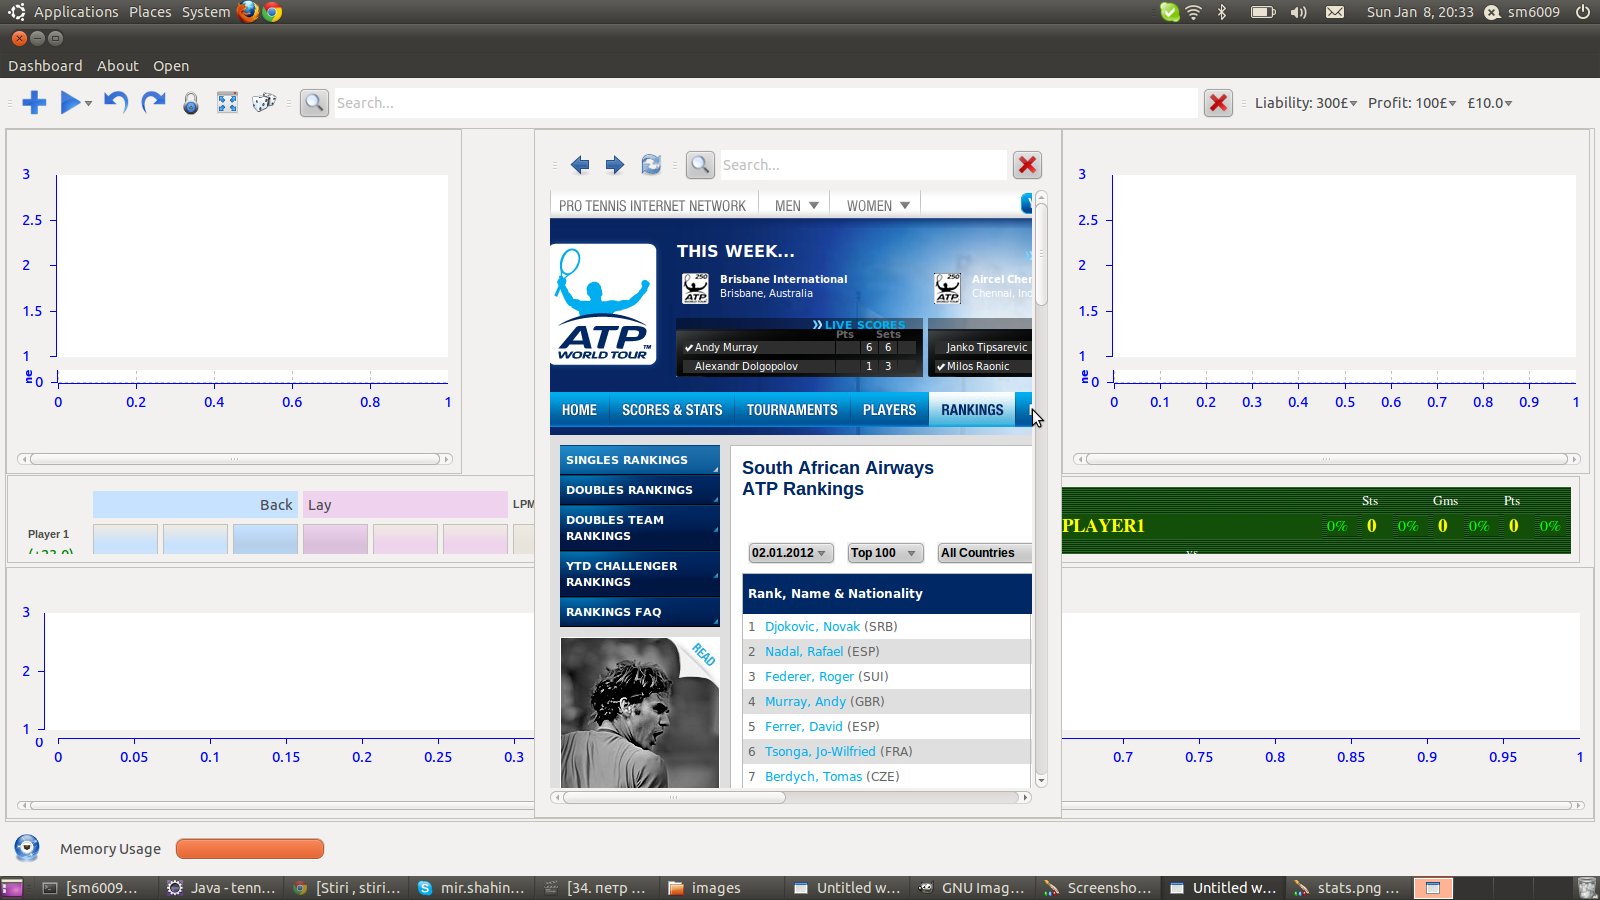 Applications Places System
Sun Jan 8, 20:33 sm6009
Dashboard About Open
Search...
Liability: 300£ Profit: 100£ £10.0
3
2.5
2
1.5
1
0
0 0.2 0.4 0.6 0.8 1
Search...
PRO TENNIS INTERNET NETWORK MEN WOMEN
THIS WEEK...
250
ATP
WORLD TOUR
Brisbane International
Brisbane, Australia
250
ATP
WORLD TOUR
Aircel Chen
Chennai, Ind
ATP
WORLD TOUR™
LIVE SCORES
Pts Sets
Andy Murray 6 6
Alexandr Dolgopolov 1 3
Janko Tipsarevic
Milos Raonic
HOME SCORES & STATS TOURNAMENTS PLAYERS RANKINGS
SINGLES RANKINGS
DOUBLES RANKINGS
DOUBLES TEAM
RANKINGS
YTD CHALLENGER
RANKINGS
RANKINGS FAQ
READ
South African Airways
ATP Rankings
02.01.2012 Top 100 All Countries
Rank, Name & Nationality
1 Djokovic, Novak (SRB)
2 Nadal, Rafael (ESP)
3 Federer, Roger (SUI)
4 Murray, Andy (GBR)
5 Ferrer, David (ESP)
6 Tsonga, Jo-Wilfried (FRA)
7 Berdych, Tomas (CZE)
3
2.5
2
1.5
1
0
0 0.1 0.2 0.3 0.4 0.5 0.6 0.7 0.8 0.9 1
Back Lay LPM
Player 1
Sts Gms Pts
PLAYER1 0% 0 0% 0 0% 0 0%
vs
3
2
1
0
0 0.05 0.1 0.15 0.2 0.25 0.3
0.7 0.75 0.8 0.85 0.9 0.95 1
Memory Usage
[sm6009... Java - tenn... [Stiri , stiri... mir.shahin... [34. петр ... images Untitled w... GNU Imag... Screensho... Untitled w... stats.png ...